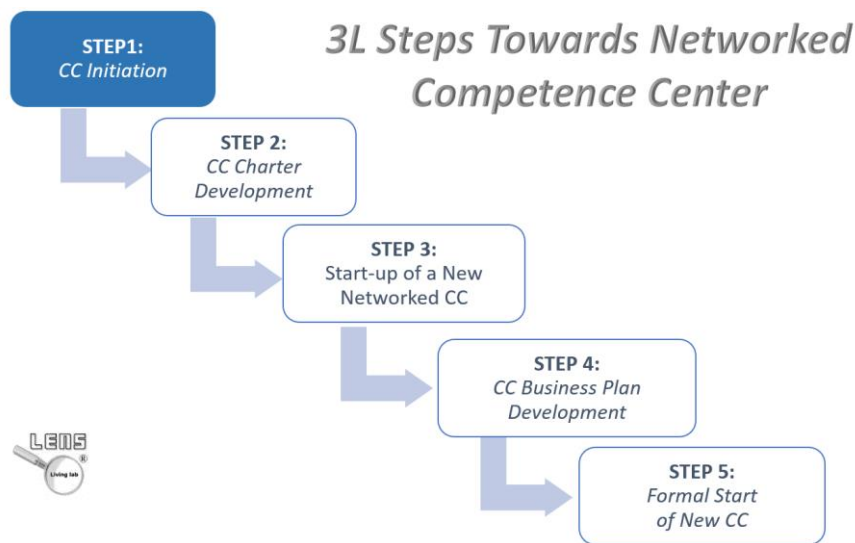 3L Steps Towards Networked
Competence Center
STEP1:
CC Initiation
STEP 2:
CC Charter
Development
STEP 3:
Start-up of a New
Networked CC
STEP 4:
CC Business Plan
Development
STEP 5:
Formal Start
of New CC
LENS
®
Living lab